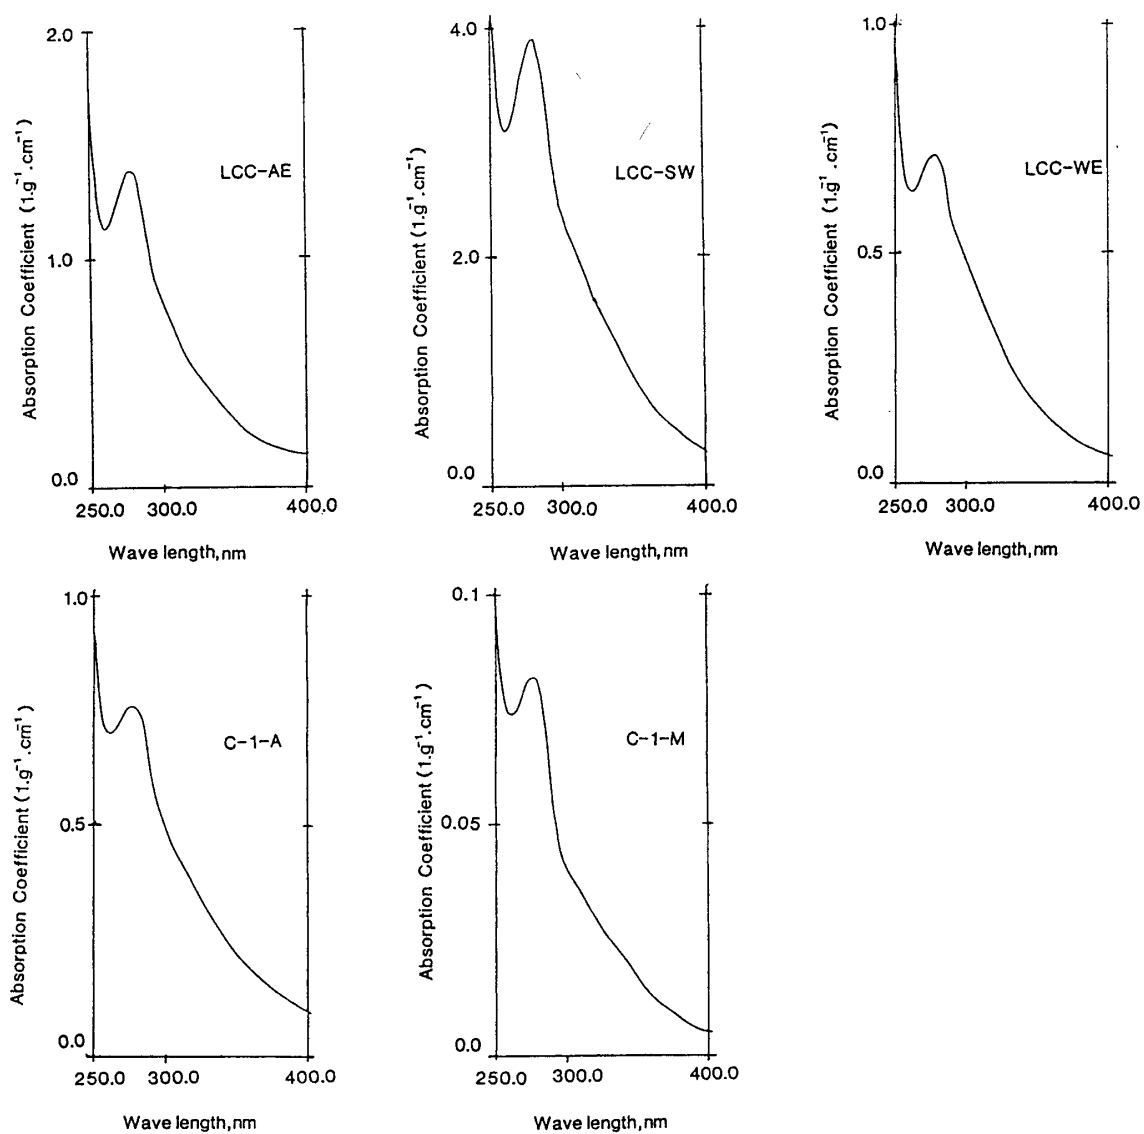 2.0
LCC-AE
1.0
0.0
250.0 300.0 400.0
Absorption Coefficient (1.g⁻¹.cm⁻¹)
Wave length,nm
4.0
LCC-SW
2.0
0.0
250.0 300.0 400.0
Absorption Coefficient (1.g⁻¹.cm⁻¹)
Wave length,nm
1.0
LCC-WE
0.5
0.0
250.0 300.0 400.0
Absorption Coefficient (1.g⁻¹.cm⁻¹)
Wave length,nm
1.0
C-1-A
0.5
0.0
250.0 300.0 400.0
Absorption Coefficient (1.g⁻¹.cm⁻¹)
Wave length,nm
0.1
C-1-M
0.05
0.0
250.0 300.0 400.0
Absorption Coefficient (1.g⁻¹.cm⁻¹)
Wave length,nm